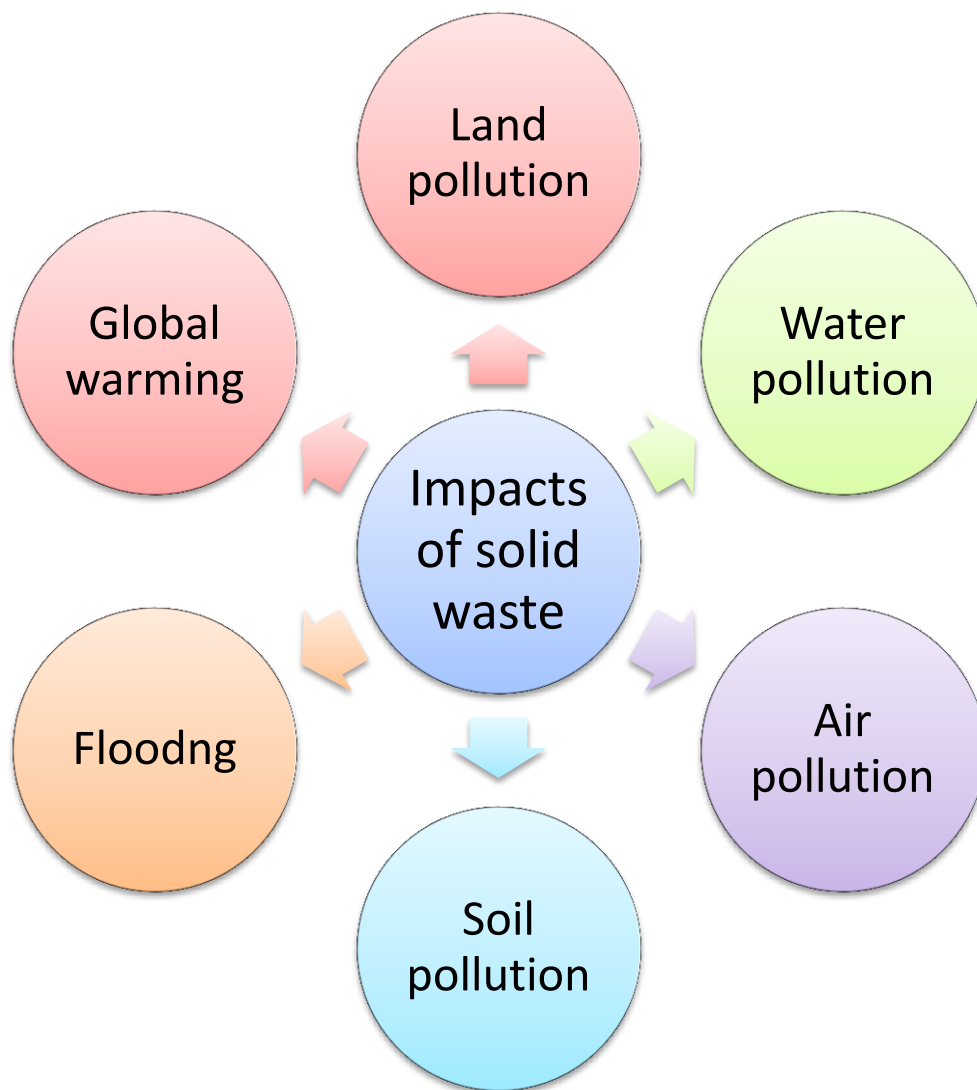 Land
pollution
Global
warming
Water
pollution
Impacts
of solid
waste
Floodng
Air
pollution
Soil
pollution